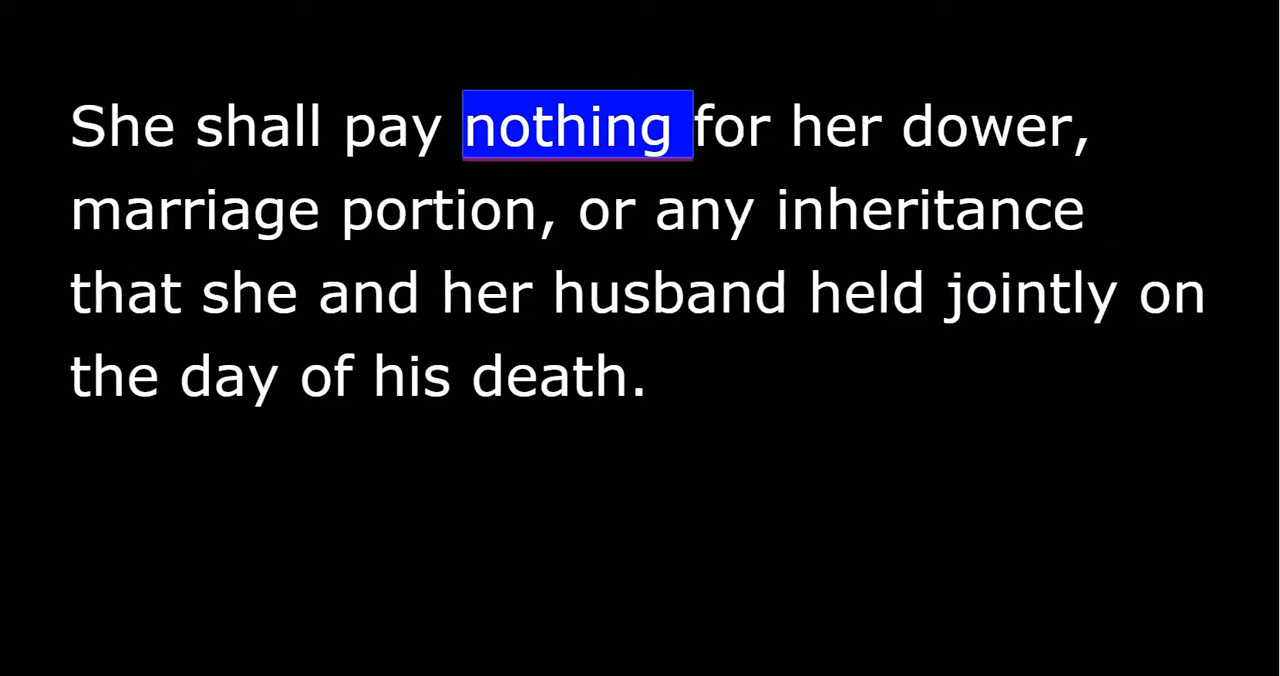 She shall pay nothing for her dower,
marriage portion, or any inheritance
that she and her husband held jointly on
the day of his death.